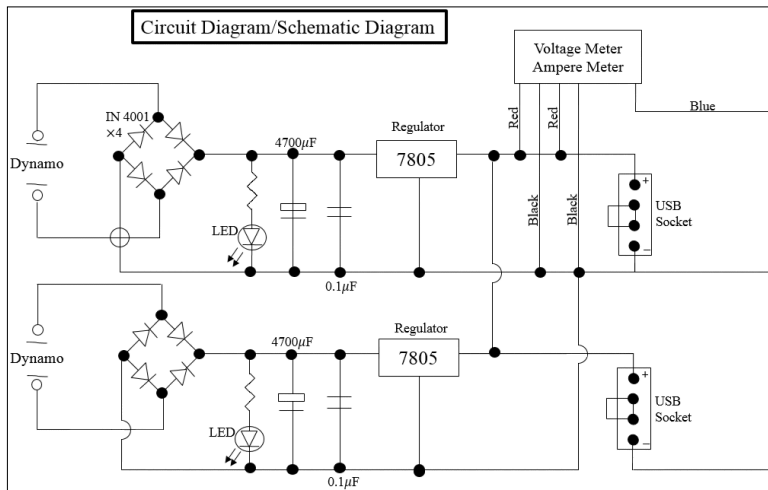 Circuit Diagram/Schematic Diagram
Voltage Meter
Ampere Meter
IN 4001
×4
Red
Red
Blue
4700μF
Regulator
7805
Dynamo
Black
Black
+
USB
Socket
−
LED
0.1μF
4700μF
Regulator
7805
Dynamo
+
USB
Socket
−
LED
0.1μF